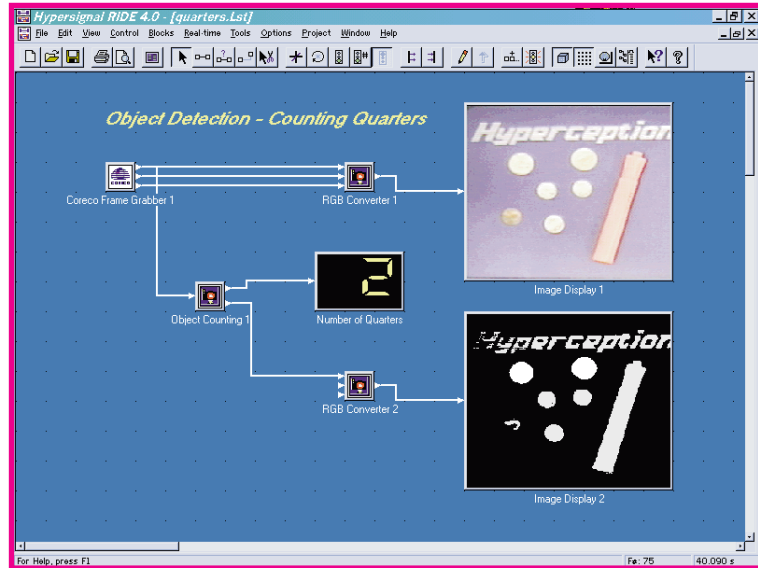 Hypersignal RIDE 4.0 - [quarters.Lst]
File Edit View Control Blocks Real-time Tools Options Project Window Help
Object Detection - Counting Quarters
Hyperception
CORECO
Coreco Frame Grabber 1
RGB Converter 1
Image Display 1
2
Object Counting 1
Number of Quarters
Hyperception
RGB Converter 2
Image Display 2
For Help, press F1
F#: 75
40.090 s